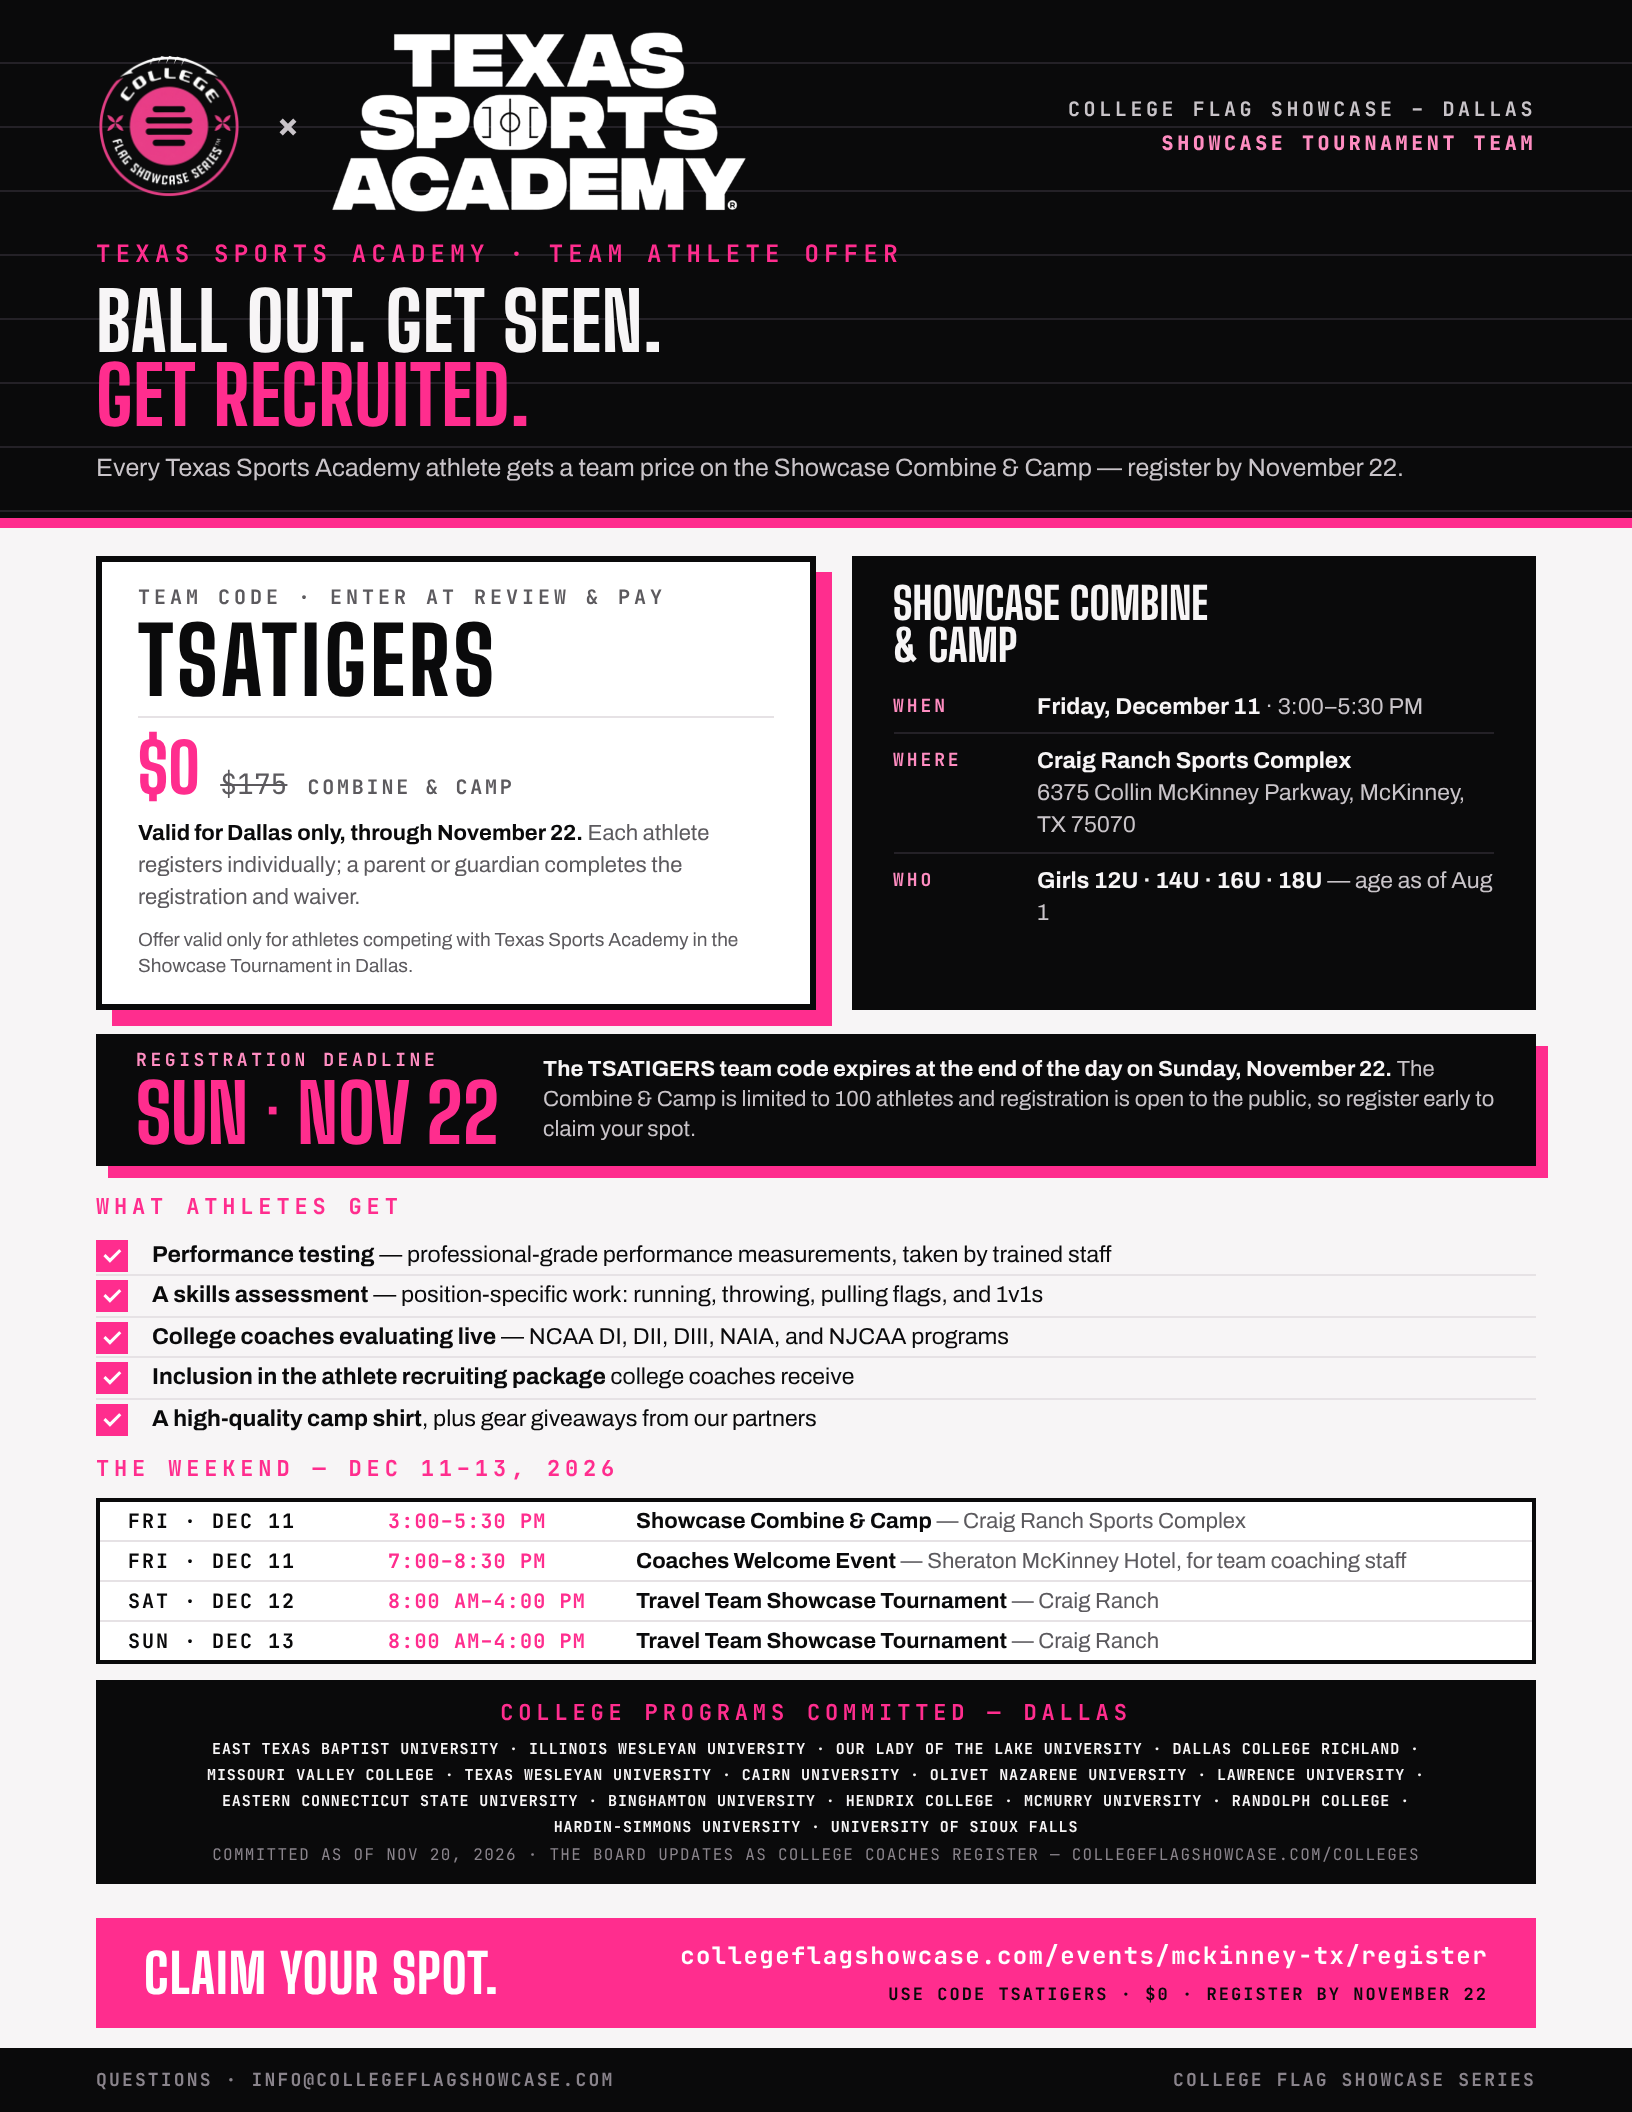 COLLEGE
FLAG SHOWCASE SERIES™
×
TEXAS
SPORTS
ACADEMY®
COLLEGE FLAG SHOWCASE – DALLAS
SHOWCASE TOURNAMENT TEAM
TEXAS SPORTS ACADEMY · TEAM ATHLETE OFFER
BALL OUT. GET SEEN.
GET RECRUITED.
Every Texas Sports Academy athlete gets a team price on the Showcase Combine & Camp — register by November 22.
TEAM CODE · ENTER AT REVIEW & PAY
TSATIGERS
$0 $175 COMBINE & CAMP
Valid for Dallas only, through November 22. Each athlete
registers individually; a parent or guardian completes the
registration and waiver.
Offer valid only for athletes competing with Texas Sports Academy in the
Showcase Tournament in Dallas.
SHOWCASE COMBINE
& CAMP
WHEN Friday, December 11 · 3:00–5:30 PM
WHERE Craig Ranch Sports Complex
6375 Collin McKinney Parkway, McKinney,
TX 75070
WHO Girls 12U · 14U · 16U · 18U — age as of Aug
1
REGISTRATION DEADLINE
SUN · NOV 22
The TSATIGERS team code expires at the end of the day on Sunday, November 22. The
Combine & Camp is limited to 100 athletes and registration is open to the public, so register early to
claim your spot.
WHAT ATHLETES GET
Performance testing — professional-grade performance measurements, taken by trained staff
A skills assessment — position-specific work: running, throwing, pulling flags, and 1v1s
College coaches evaluating live — NCAA DI, DII, DIII, NAIA, and NJCAA programs
Inclusion in the athlete recruiting package college coaches receive
A high-quality camp shirt, plus gear giveaways from our partners
THE WEEKEND — DEC 11–13, 2026
FRI · DEC 11 3:00–5:30 PM Showcase Combine & Camp — Craig Ranch Sports Complex
FRI · DEC 11 7:00–8:30 PM Coaches Welcome Event — Sheraton McKinney Hotel, for team coaching staff
SAT · DEC 12 8:00 AM–4:00 PM Travel Team Showcase Tournament — Craig Ranch
SUN · DEC 13 8:00 AM–4:00 PM Travel Team Showcase Tournament — Craig Ranch
COLLEGE PROGRAMS COMMITTED — DALLAS
EAST TEXAS BAPTIST UNIVERSITY · ILLINOIS WESLEYAN UNIVERSITY · OUR LADY OF THE LAKE UNIVERSITY · DALLAS COLLEGE RICHLAND ·
MISSOURI VALLEY COLLEGE · TEXAS WESLEYAN UNIVERSITY · CAIRN UNIVERSITY · OLIVET NAZARENE UNIVERSITY · LAWRENCE UNIVERSITY ·
EASTERN CONNECTICUT STATE UNIVERSITY · BINGHAMTON UNIVERSITY · HENDRIX COLLEGE · MCMURRY UNIVERSITY · RANDOLPH COLLEGE ·
HARDIN-SIMMONS UNIVERSITY · UNIVERSITY OF SIOUX FALLS
COMMITTED AS OF NOV 20, 2026 · THE BOARD UPDATES AS COLLEGE COACHES REGISTER — COLLEGEFLAGSHOWCASE.COM/COLLEGES
CLAIM YOUR SPOT.
collegeflagshowcase.com/events/mckinney-tx/register
USE CODE TSATIGERS · $0 · REGISTER BY NOVEMBER 22
QUESTIONS · INFO@COLLEGEFLAGSHOWCASE.COM
COLLEGE FLAG SHOWCASE SERIES